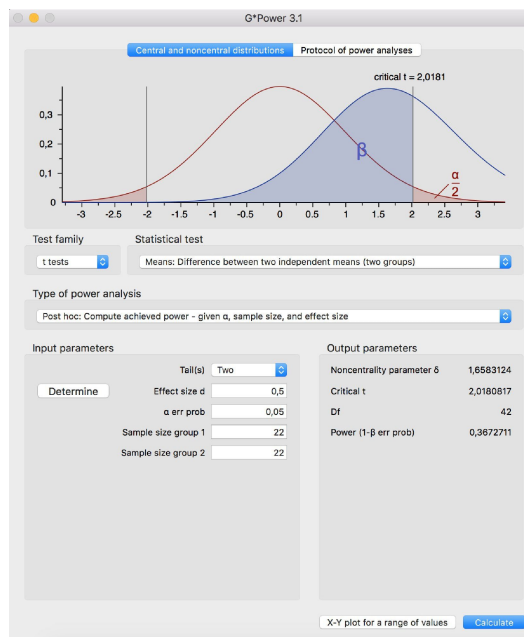 G*Power 3.1
Central and noncentral distributions Protocol of power analyses
critical t = 2,0181
0,3
0,2
0,1
0
β
α
2
-3 -2.5 -2 -1.5 -1 -0.5 0 0.5 1 1.5 2 2.5 3
Test family Statistical test
t tests Means: Difference between two independent means (two groups)
Type of power analysis
Post hoc: Compute achieved power – given α, sample size, and effect size
Input parameters Output parameters
Tail(s) Two Noncentrality parameter δ 1,6583124
Determine Effect size d 0,5 Critical t 2,0180817
α err prob 0,05 Df 42
Sample size group 1 22 Power (1-β err prob) 0,3672711
Sample size group 2 22
X-Y plot for a range of values Calculate